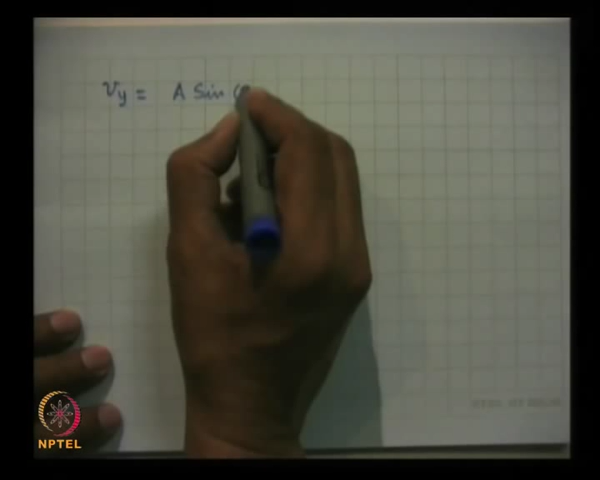 Vy = A Sin (
NPTEL